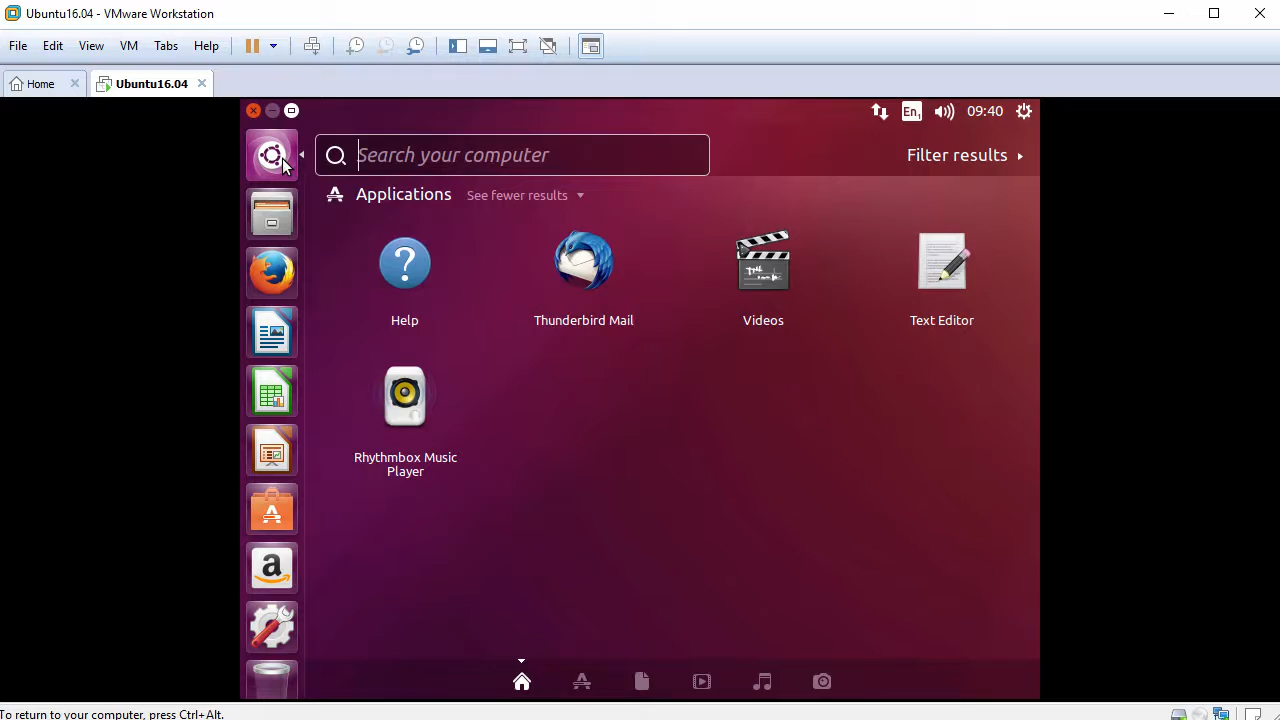 Ubuntu16.04 - VMware Workstation
File Edit View VM Tabs Help
Home Ubuntu16.04
En1 09:40
Search your computer
Filter results
Applications See fewer results
Help Thunderbird Mail Videos Text Editor
Rhythmbox Music
Player
a
To return to your computer, press Ctrl+Alt.